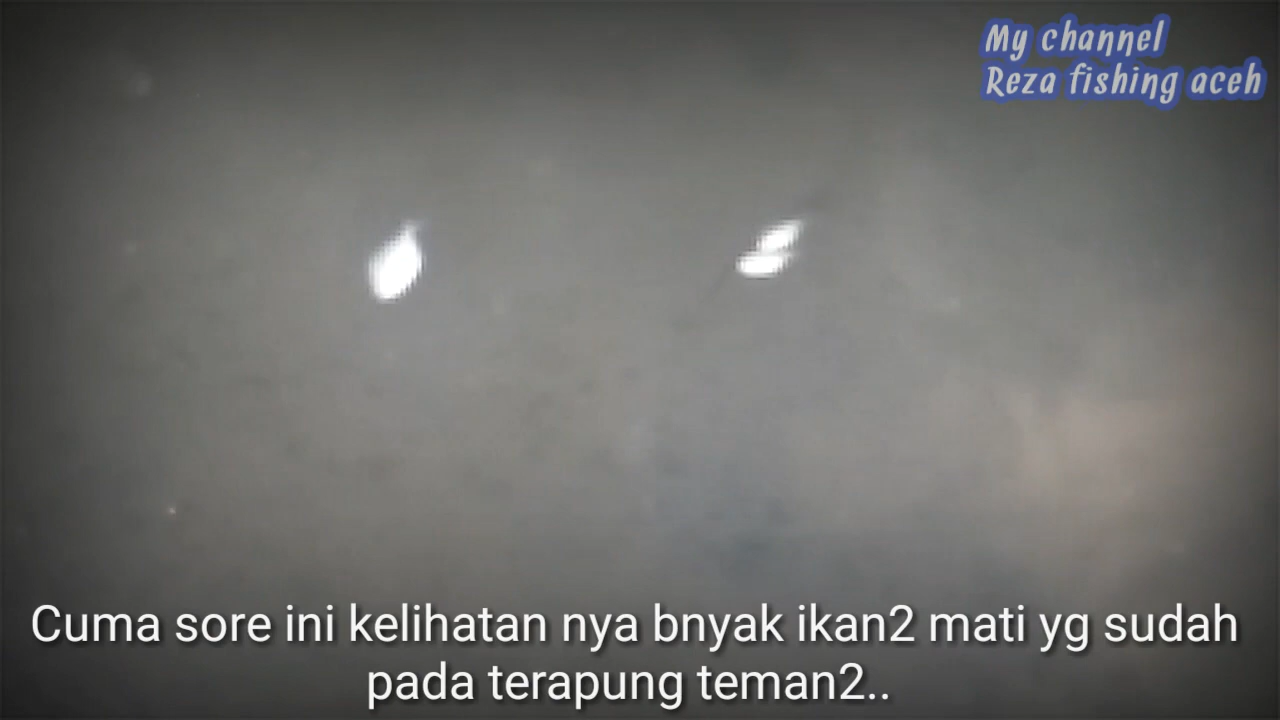 My channel
Reza fishing aceh
Cuma sore ini kelihatan nya bnyak ikan2 mati yg sudah
pada terapung teman2..